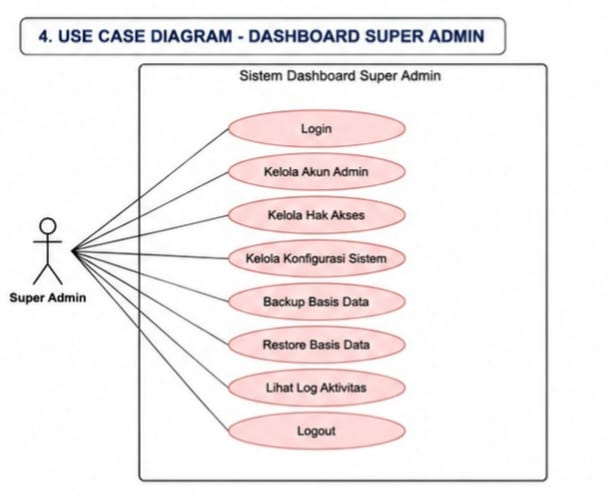 4. USE CASE DIAGRAM - DASHBOARD SUPER ADMIN
Sistem Dashboard Super Admin
Login
Kelola Akun Admin
Kelola Hak Akses
Kelola Konfigurasi Sistem
Backup Basis Data
Restore Basis Data
Lihat Log Aktivitas
Logout
Super Admin